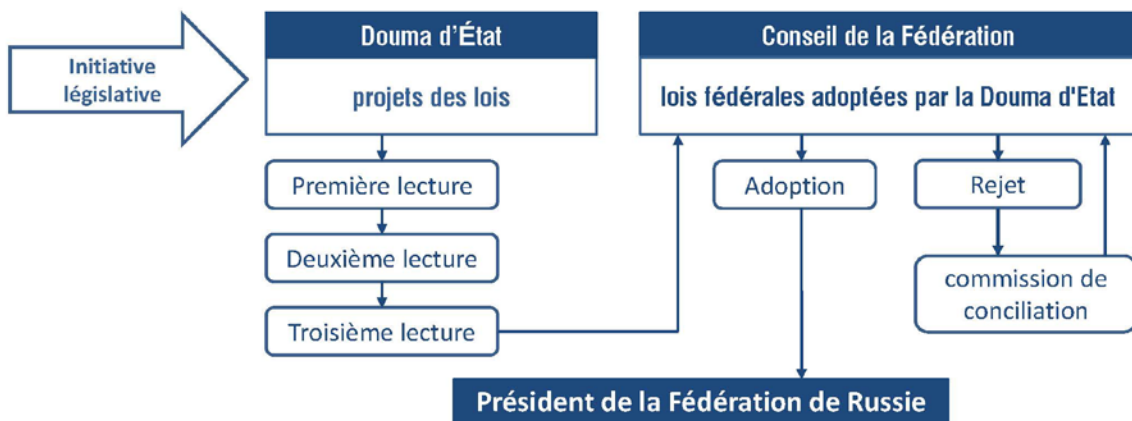 Initiative
législative
Douma d'État
projets des lois
Première lecture
Deuxième lecture
Troisième lecture
Conseil de la Fédération
lois fédérales adoptées par la Douma d'Etat
Adoption
Rejet
commission de
conciliation
Président de la Fédération de Russie